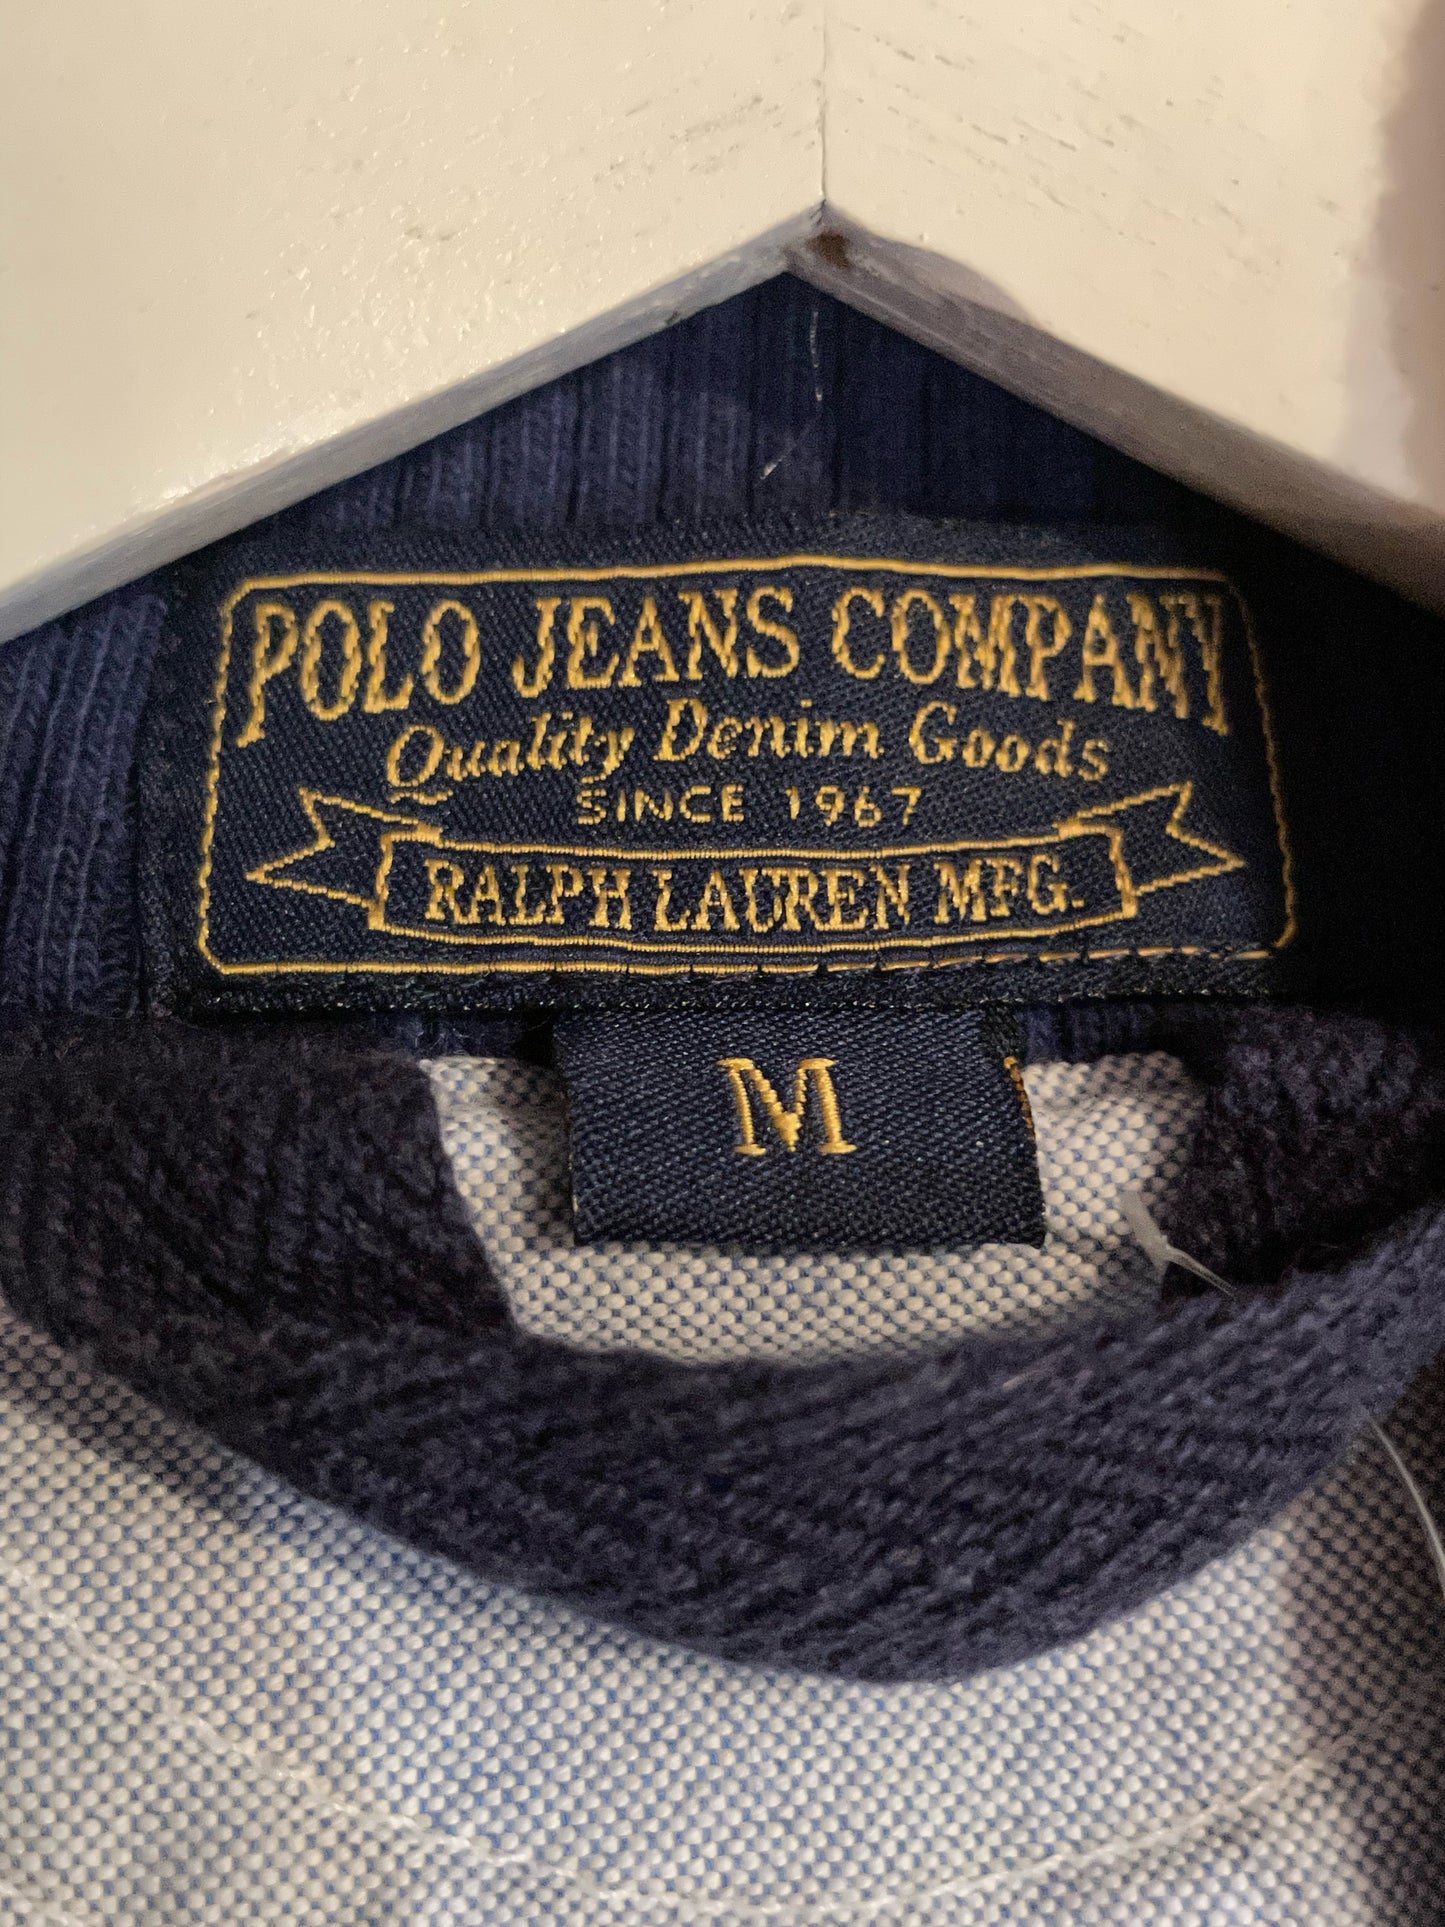 POLO JEANS COMPANY
Quality Denim Goods
SINCE 1967
RALPH LAUREN MFG.
M